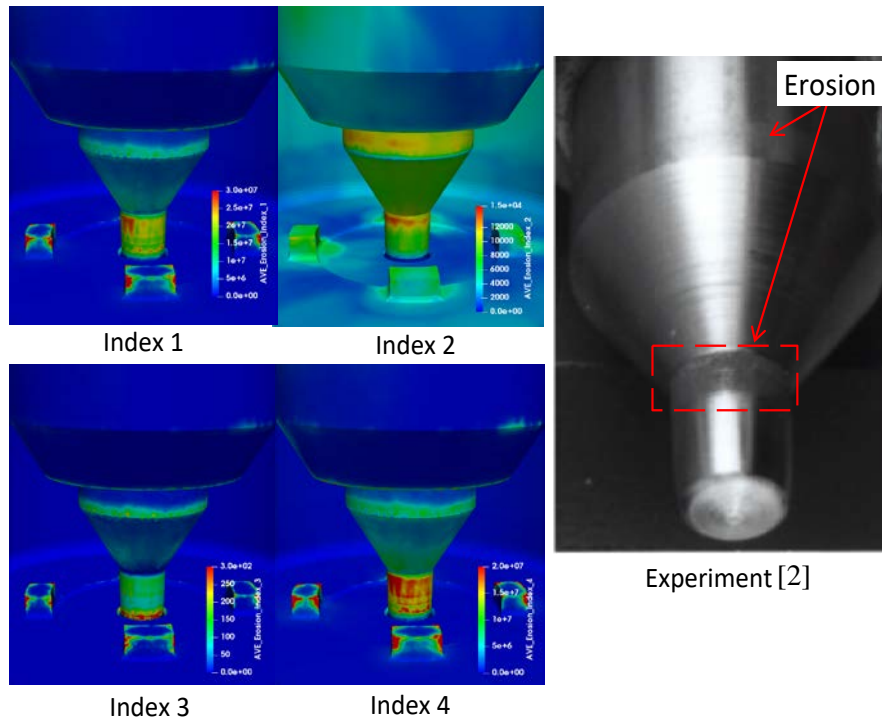 3.0e+07
2.5e+7
2e+7
1.5e+7
1e+7
5e+6
0.0e+00
AVE_Erosion_Index_1
Index 1
1.5e+04
12000
10000
8000
6000
4000
2000
0.0e+00
AVE_Erosion_Index_2
Index 2
Erosion
3.0e+02
250
200
150
100
50
0.0e+00
AVE_Erosion_Index_3
Index 3
2.0e+07
1.5e+7
1e+7
5e+6
0.0e+00
AVE_Erosion_Index_4
Index 4
Experiment [2]